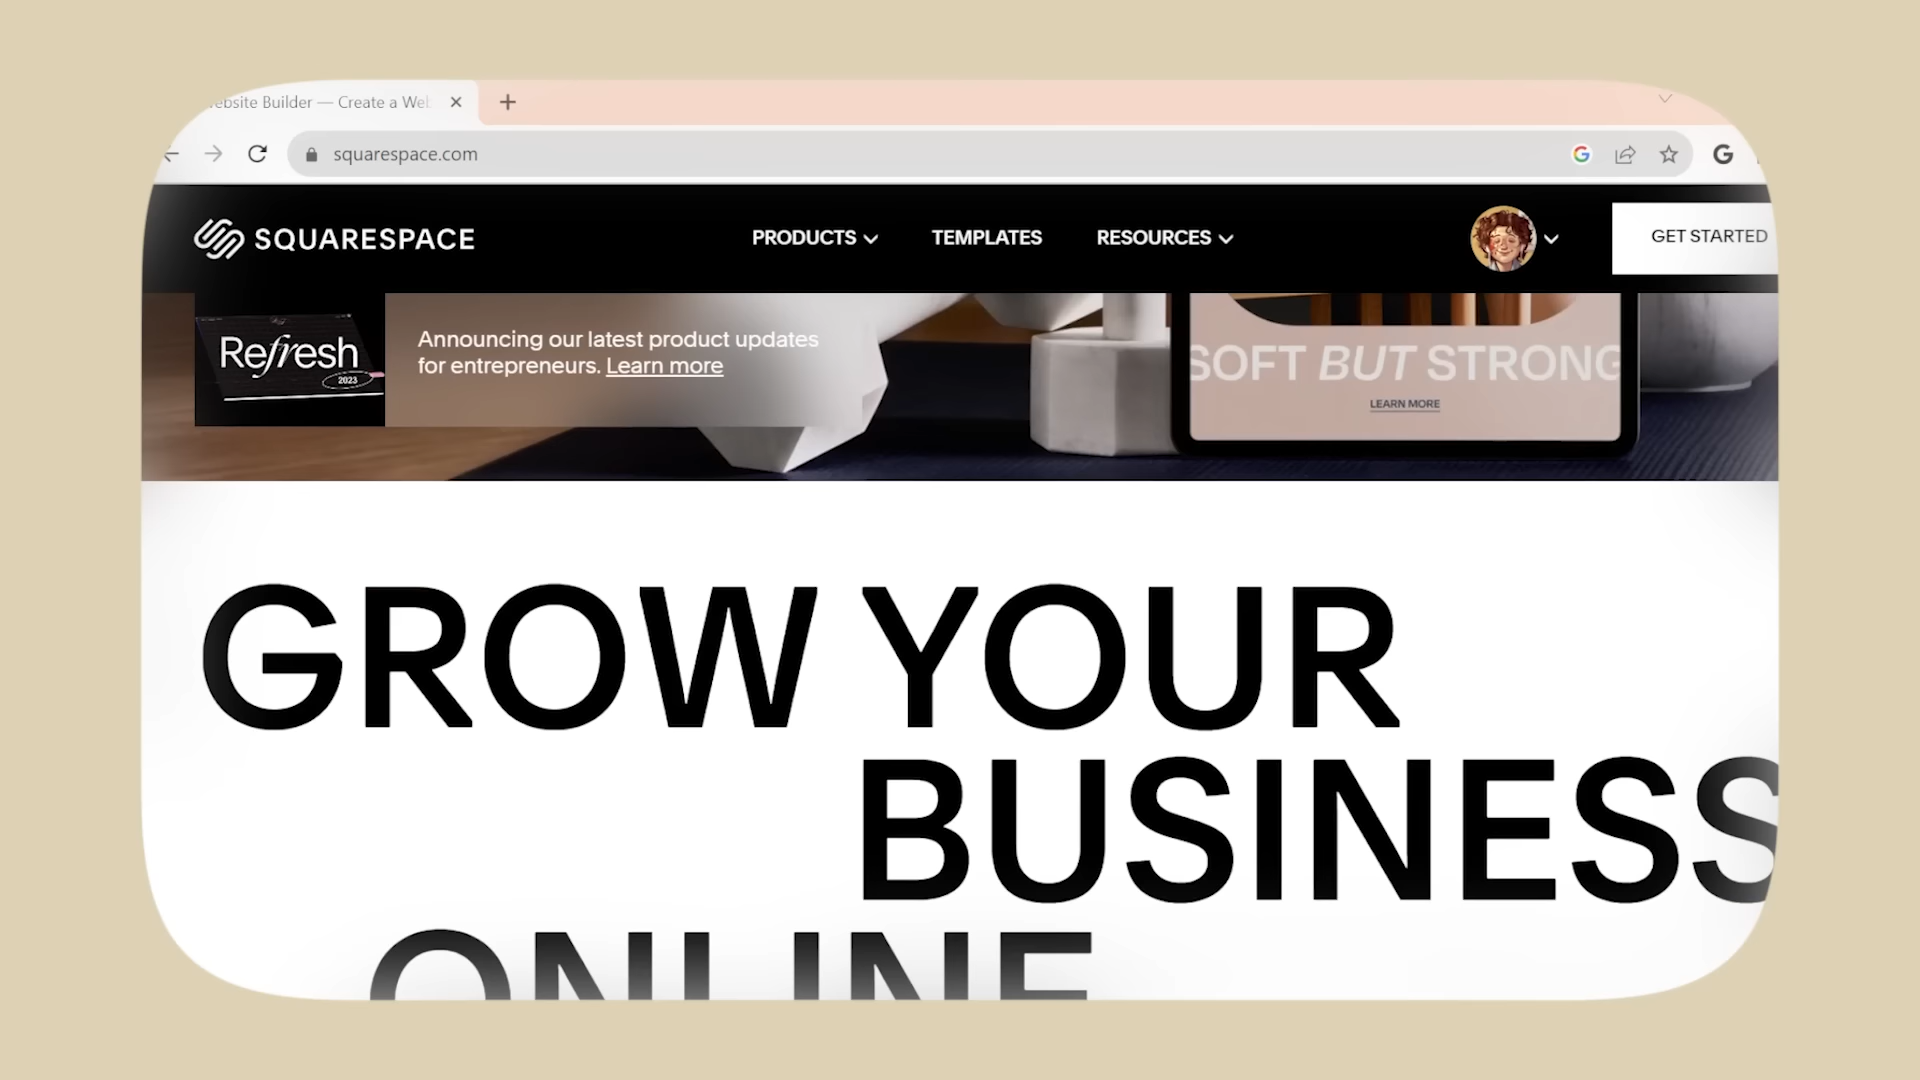 ebsite Builder — Create a Web
squarespace.com
SQUARESPACE
PRODUCTS
TEMPLATES
RESOURCES
GET STARTED
Refresh
2023
Announcing our latest product updates
for entrepreneurs. Learn more
SOFT BUT STRONG
LEARN MORE
GROW YOUR
BUSINESS
ONLINE